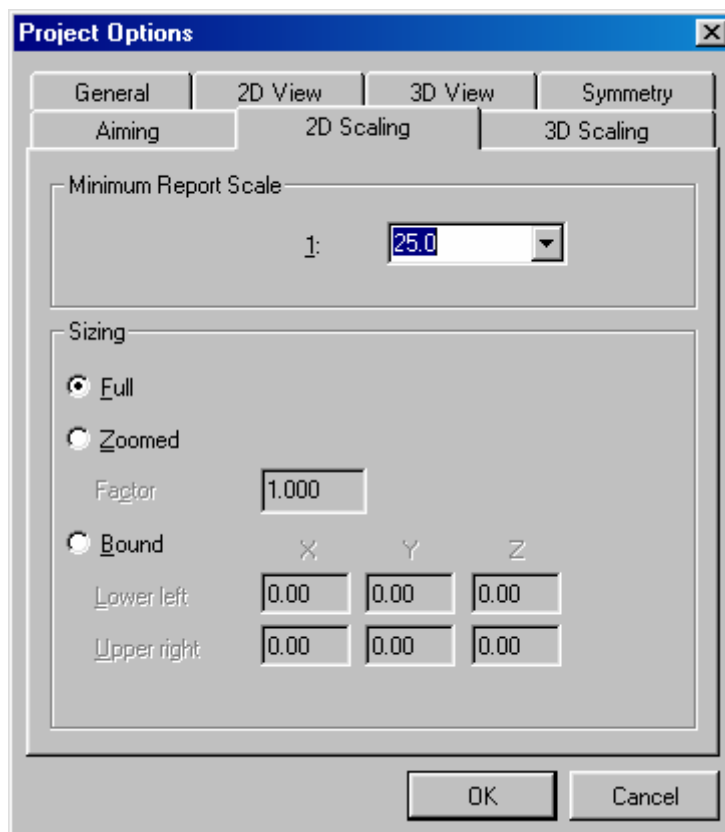 Project Options
General 2D View 3D View Symmetry
Aiming 2D Scaling 3D Scaling
Minimum Report Scale
1: 25.0
Sizing
Full
Zoomed
Factor 1.000
Bound X Y Z
Lower left 0.00 0.00 0.00
Upper right 0.00 0.00 0.00
OK Cancel